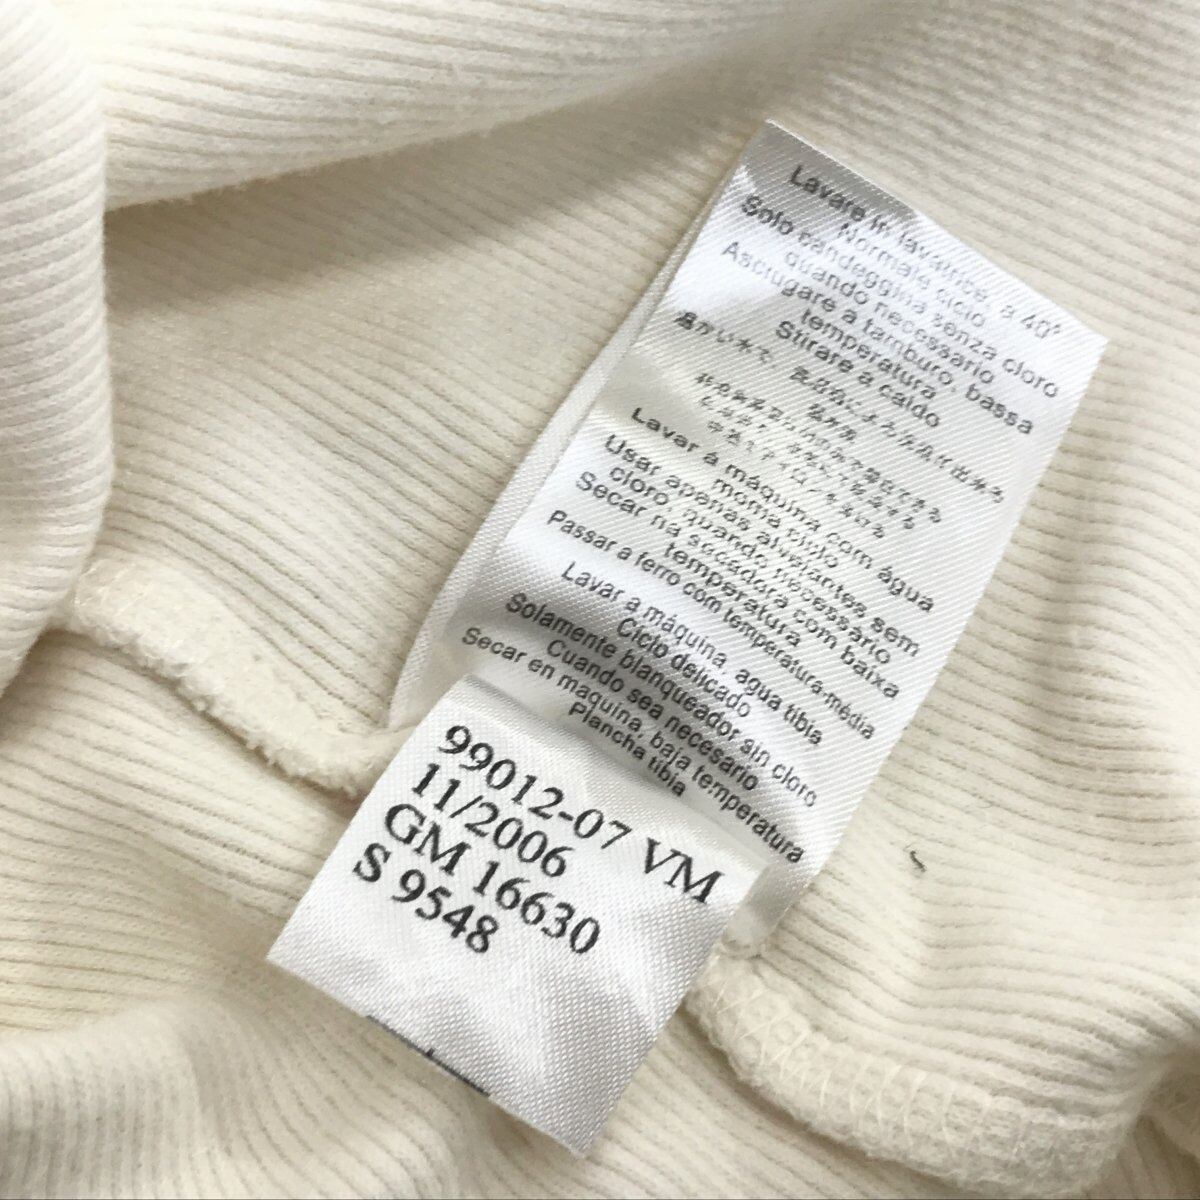 Lavare in lavatrice, a 40°
Normale ciclo
Solo candeggina senza cloro
quando necessario
Asciugare a tamburo, bassa
temperatura
Stirare a caldo
Lavar à máquina com água
morna, ciclo
Usar apenas alvejantes sem
cloro, quando necessário
Secar na secadora com baixa
temperatura
Passar a ferro com temperatura média
Lavar a máquina, agua tibia
Ciclo delicado
Solamente blanqueador sin cloro
Cuando sea necesario
Secar en maquina, baja temperatura
Plancha tibia
99012-07 VM
11/2006
GM 16630
S 9548